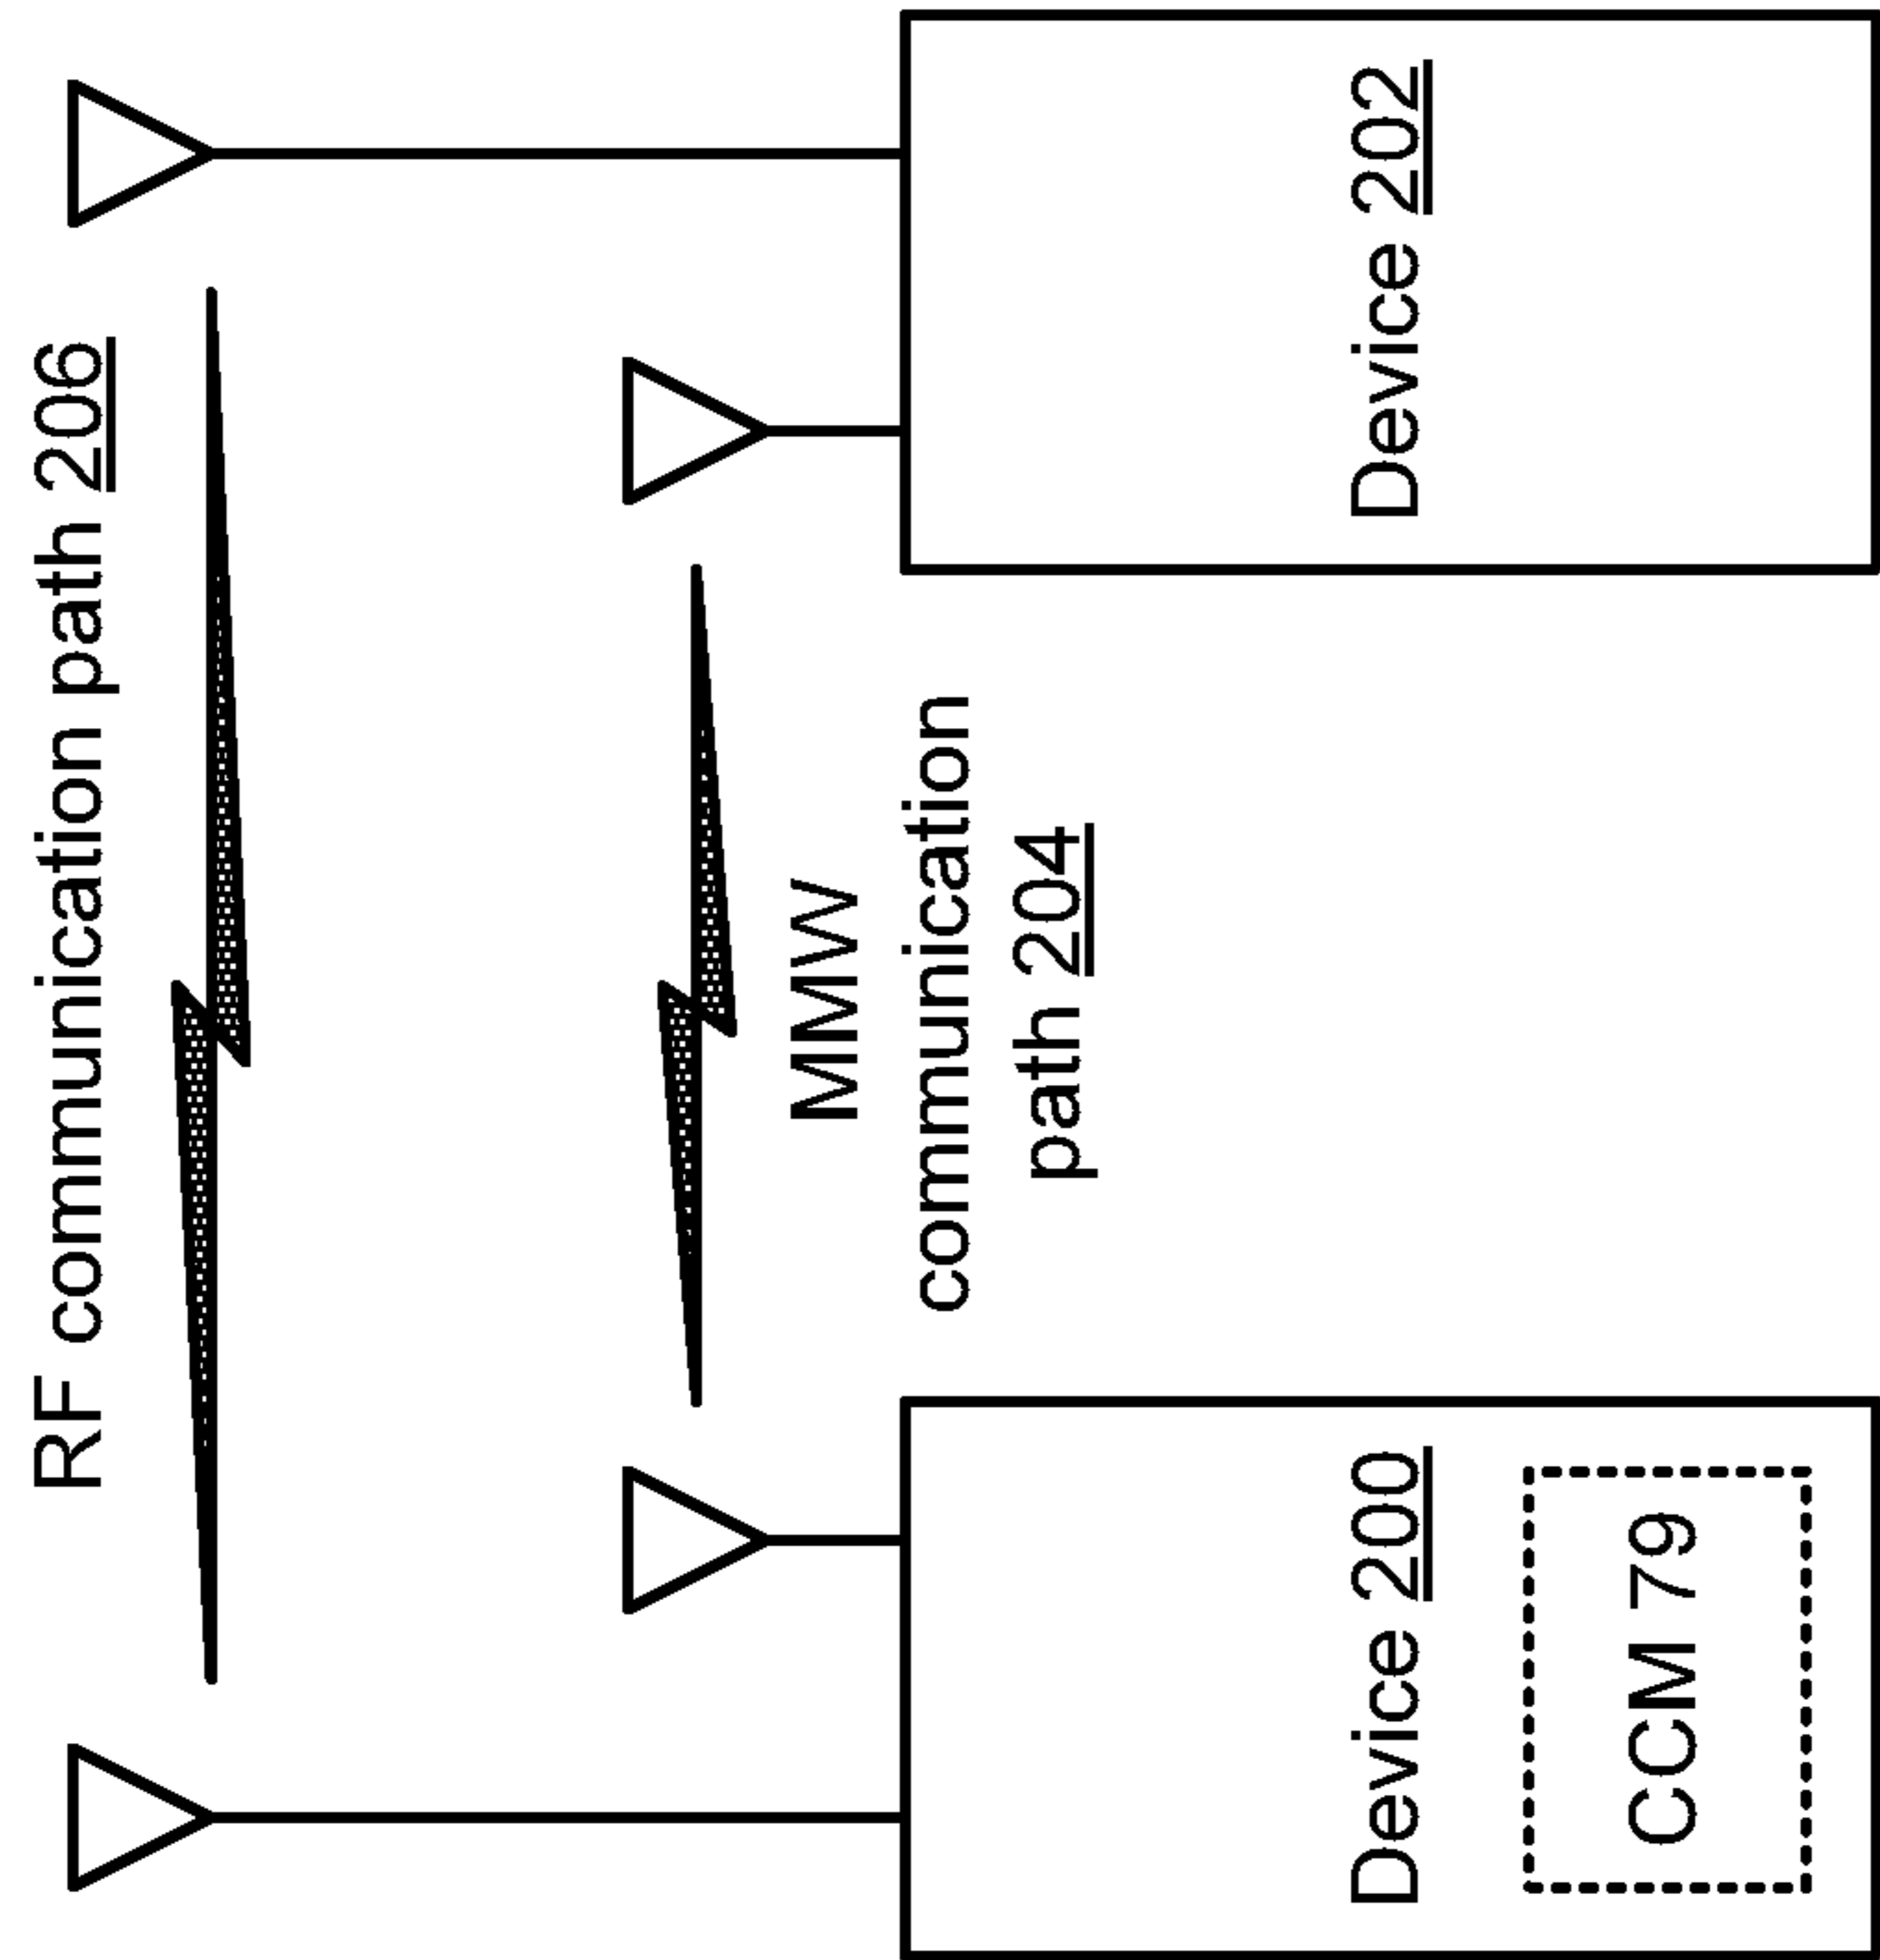 RF communication path 206
MMW
communication
path 204
Device 200
Device 202
CCM 79